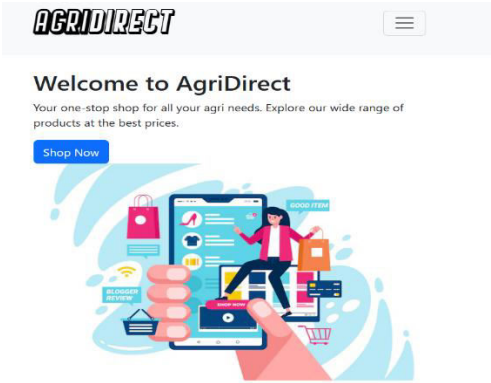 AGRIDIRECT
Welcome to AgriDirect
Your one-stop shop for all your agri needs. Explore our wide range of
products at the best prices.
Shop Now
GOOD ITEM
BLOGGER
REVIEW
SHOP NOW